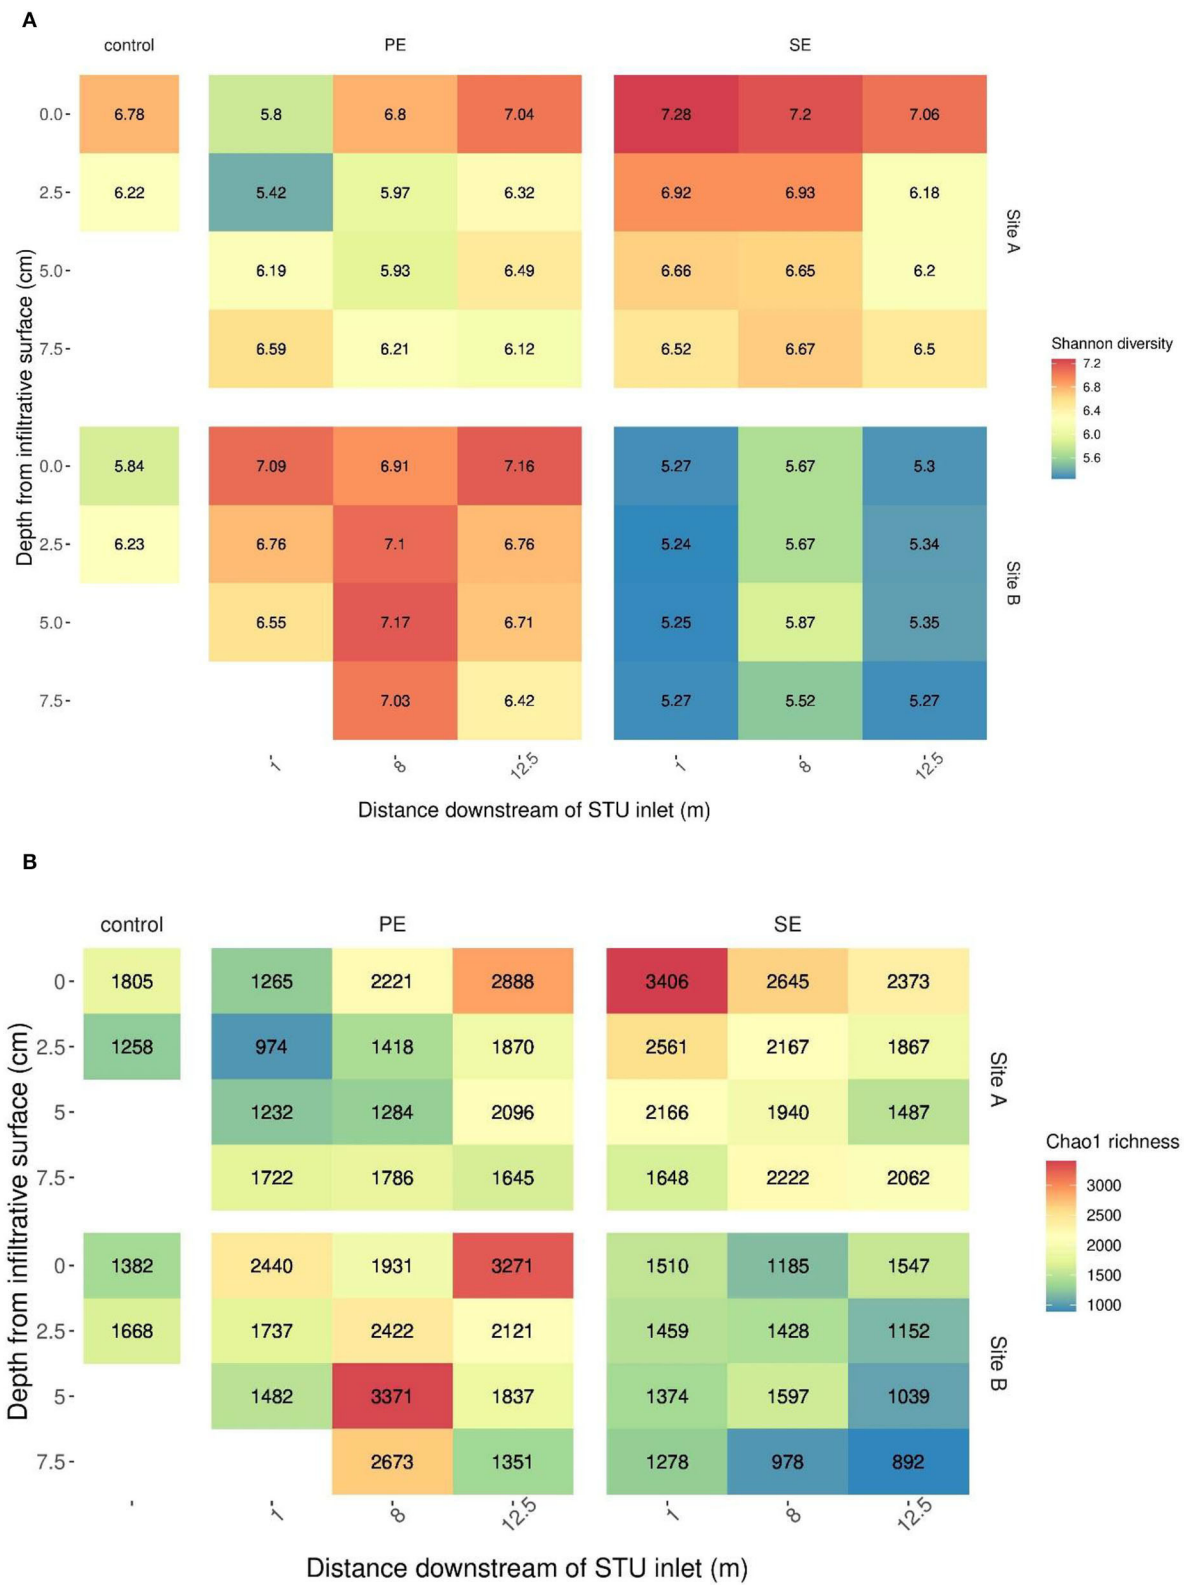 A
control PE SE
0.0- 6.78 5.8 6.8 7.04 7.28 7.2 7.06
2.5- 6.22 5.42 5.97 6.32 6.92 6.93 6.18
5.0- 6.19 5.93 6.49 6.66 6.65 6.2
7.5- 6.59 6.21 6.12 6.52 6.67 6.5
Site A
Depth from infiltrative surface (cm)
Shannon diversity
7.2
6.8
6.4
6.0
5.6
0.0- 5.84 7.09 6.91 7.16 5.27 5.67 5.3
2.5- 6.23 6.76 7.1 6.76 5.24 5.67 5.34
5.0- 6.55 7.17 6.71 5.25 5.87 5.35
7.5- 7.03 6.42 5.27 5.52 5.27
Site B
1 8 12.5 1 8 12.5
Distance downstream of STU inlet (m)
B
control PE SE
0- 1805 1265 2221 2888 3406 2645 2373
2.5- 1258 974 1418 1870 2561 2167 1867
5- 1232 1284 2096 2166 1940 1487
7.5- 1722 1786 1645 1648 2222 2062
Site A
Depth from infiltrative surface (cm)
Chao1 richness
3000
2500
2000
1500
1000
0- 1382 2440 1931 3271 1510 1185 1547
2.5- 1668 1737 2422 2121 1459 1428 1152
5- 1482 3371 1837 1374 1597 1039
7.5- 2673 1351 1278 978 892
Site B
1 8 12.5 1 8 12.5
Distance downstream of STU inlet (m)